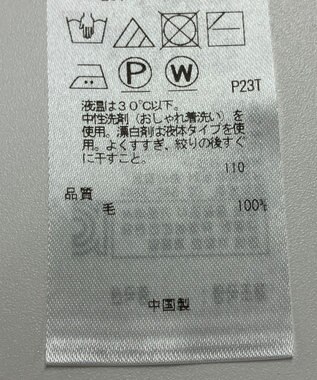 P
W
P23T
液温は30℃以下。
中性洗剤（おしゃれ着洗い）を
使用。漂白剤は液体タイプを使
用。よくすすぎ、絞りの後すぐ
に干すこと。
110
品質
毛 100%
中国製